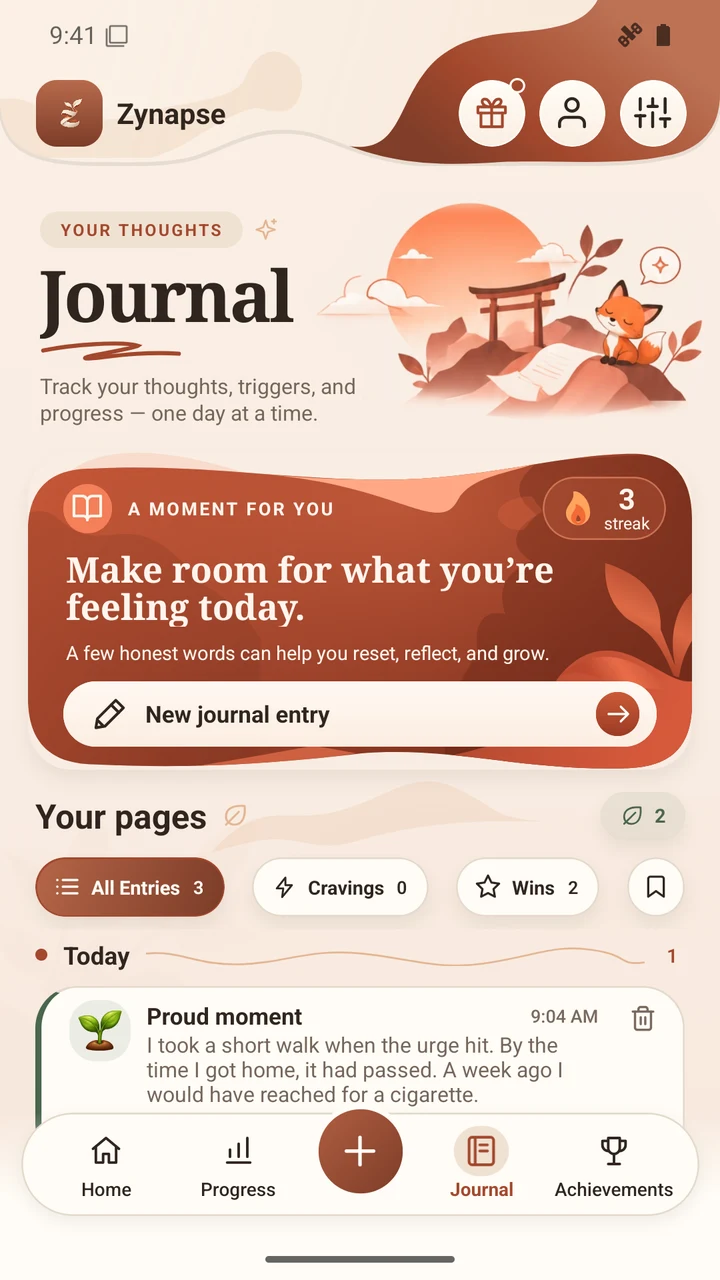 9:41
Zynapse
YOUR THOUGHTS
Journal
Track your thoughts, triggers, and
progress — one day at a time.
A MOMENT FOR YOU
3
streak
Make room for what you’re
feeling today.
A few honest words can help you reset, reflect, and grow.
New journal entry
Your pages
2
All Entries 3
Cravings 0
Wins 2
Today
1
Proud moment
9:04 AM
I took a short walk when the urge hit. By the
time I got home, it had passed. A week ago I
would have reached for a cigarette.
Home
Progress
Journal
Achievements